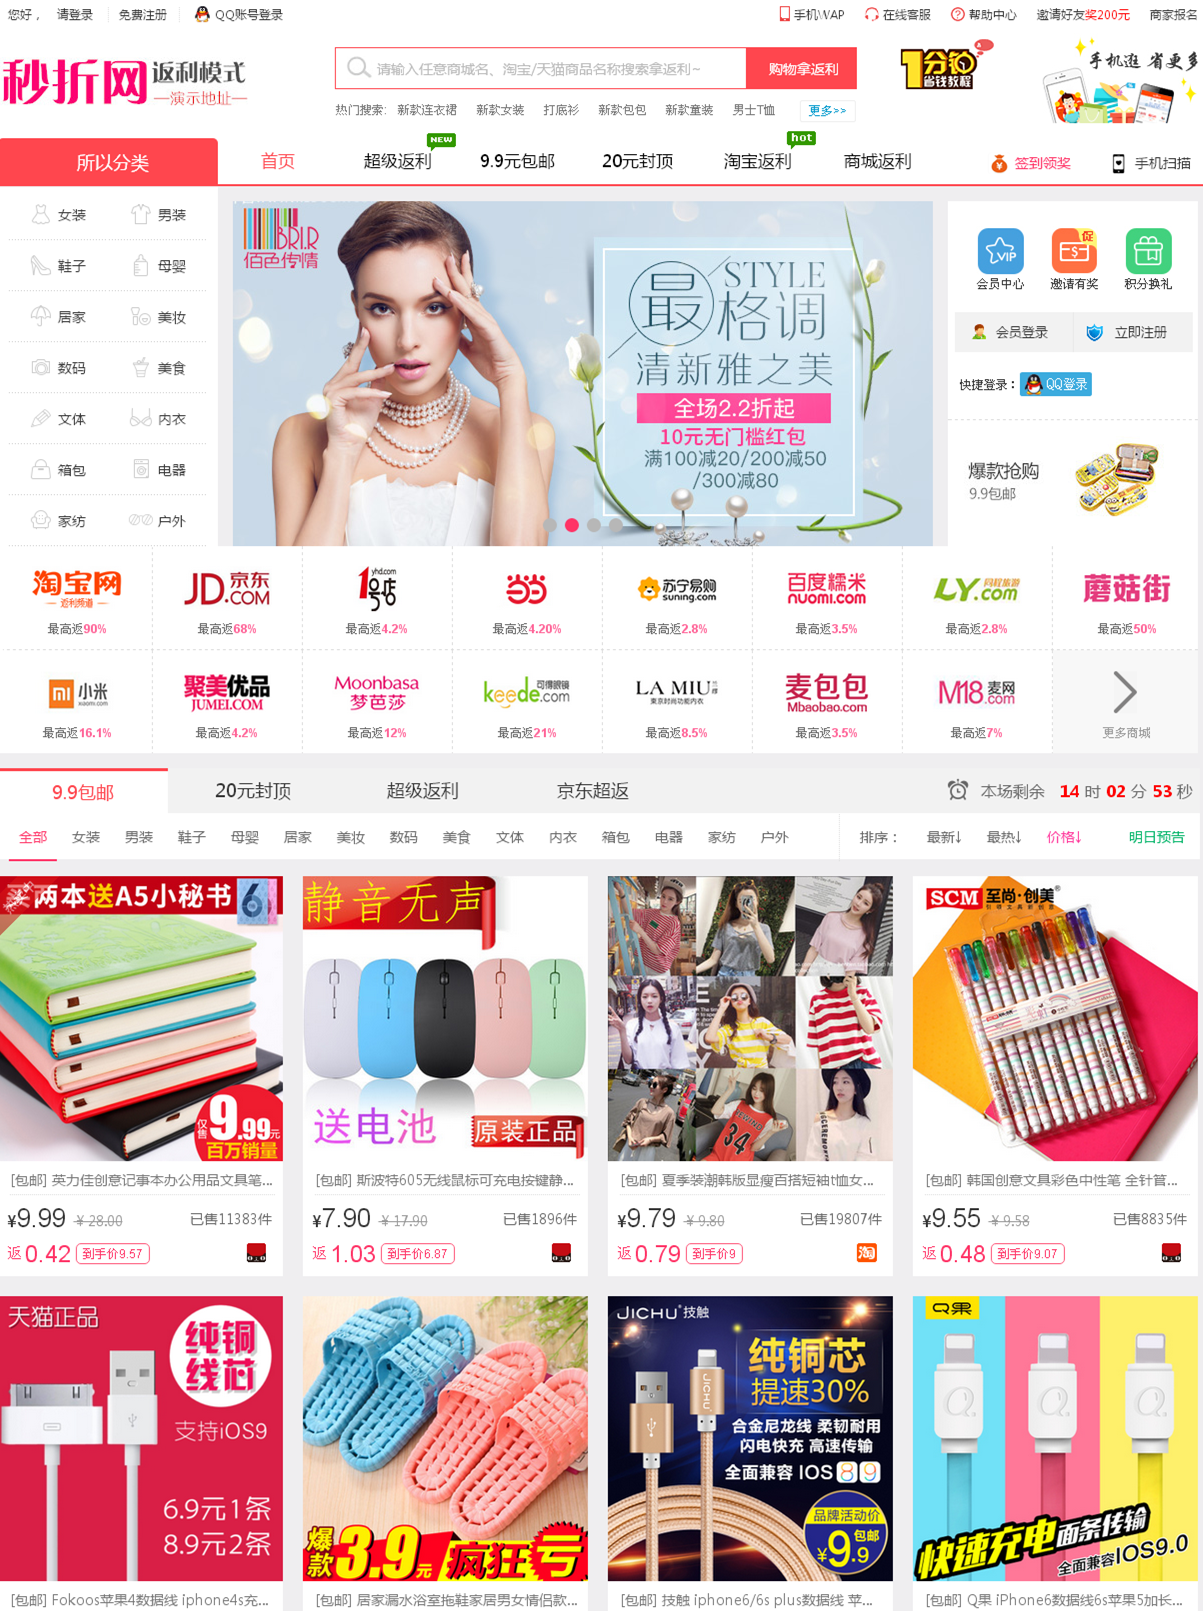 您好， 请登录 免费注册 QQ账号登录 手机WAP 在线客服 帮助中心 邀请好友奖200元 商家报名
秒折网 返利模式 —演示地址—
请输入任意商城名、淘宝/天猫商品名称搜索拿返利~ 购物拿返利
1分钟 省钱教程
手机逛 省更多
热门搜索: 新款连衣裙 新款女装 打底衫 新款包包 新款童装 男士T恤 更多>>
所以分类 首页 超级返利 NEW 9.9元包邮 20元封顶 淘宝返利 hot 商城返利 签到领奖 手机扫描
女装 男装
鞋子 母婴
居家 美妆
数码 美食
文体 内衣
箱包 电器
家纺 户外
BRI.R
佰色传情
最格调 STYLE
清新雅之美
全场2.2折起
10元无门槛红包
满100减20/200减50
/300减80
VIP 促
会员中心 邀请有奖 积分换礼
会员登录 立即注册
快捷登录： QQ登录
爆款抢购
9.9包邮
淘宝网 —返利频道— JD.京东 .COM yhd.com 1号店 当当 苏宁易购 suning.com 百度糯米 nuomi.com LY.com 同程旅游 蘑菇街
最高返90% 最高返68% 最高返4.2% 最高返4.20% 最高返2.8% 最高返3.5% 最高返2.8% 最高返50%
mi 小米 xiaomi.com 聚美优品 JUMEI.COM Moonbasa 梦芭莎 keede.com 可得眼镜 LA MIU 兰缪 東京时尚功能内衣 麦包包 Mbaobao.com M18.com 麦网
最高返16.1% 最高返4.2% 最高返12% 最高返21% 最高返8.5% 最高返3.5% 最高返7% 更多商城
9.9包邮 20元封顶 超级返利 京东超返 本场剩余 14 时 02 分 53 秒
全部 女装 男装 鞋子 母婴 居家 美妆 数码 美食 文体 内衣 箱包 电器 家纺 户外 排序： 最新↓ 最热↓ 价格↓ 明日预告
买两本送A5小秘书 6
仅售 9.99元
百万销量
静音无声
送电池 原装正品
34
SCM 至尚·创美®
[包邮] 英力佳创意记事本办公用品文具笔... [包邮] 斯波特605无线鼠标可充电按键静... [包邮] 夏季装潮韩版显瘦百搭短袖t恤女... [包邮] 韩国创意文具彩色中性笔 全针管...
¥9.99 ¥ 28.00 已售11383件 ¥7.90 ¥ 17.90 已售1896件 ¥9.79 ¥ 9.80 已售19807件 ¥9.55 ¥ 9.58 已售8835件
返 0.42 到手价9.57 返 1.03 到手价6.87 返 0.79 到手价9 淘 返 0.48 到手价9.07
天猫正品
纯铜线芯
支持iOS9
6.9元1条
8.9元2条
爆款 3.9元 疯狂亏
JICHU®技触
纯铜芯
提速30%
合金尼龙线 柔韧耐用
闪电快充 高速传输
全面兼容 IOS 8 9
JICHU
品牌活动价
¥9.9 包邮
Q果
快速充电 面条传输
全面兼容IOS9.0
[包邮] Fokoos苹果4数据线 iphone4s充... [包邮] 居家漏水浴室拖鞋家居男女情侣款... [包邮] 技触 iphone6/6s plus数据线 苹... [包邮] Q果 iPhone6数据线6s苹果5加长...